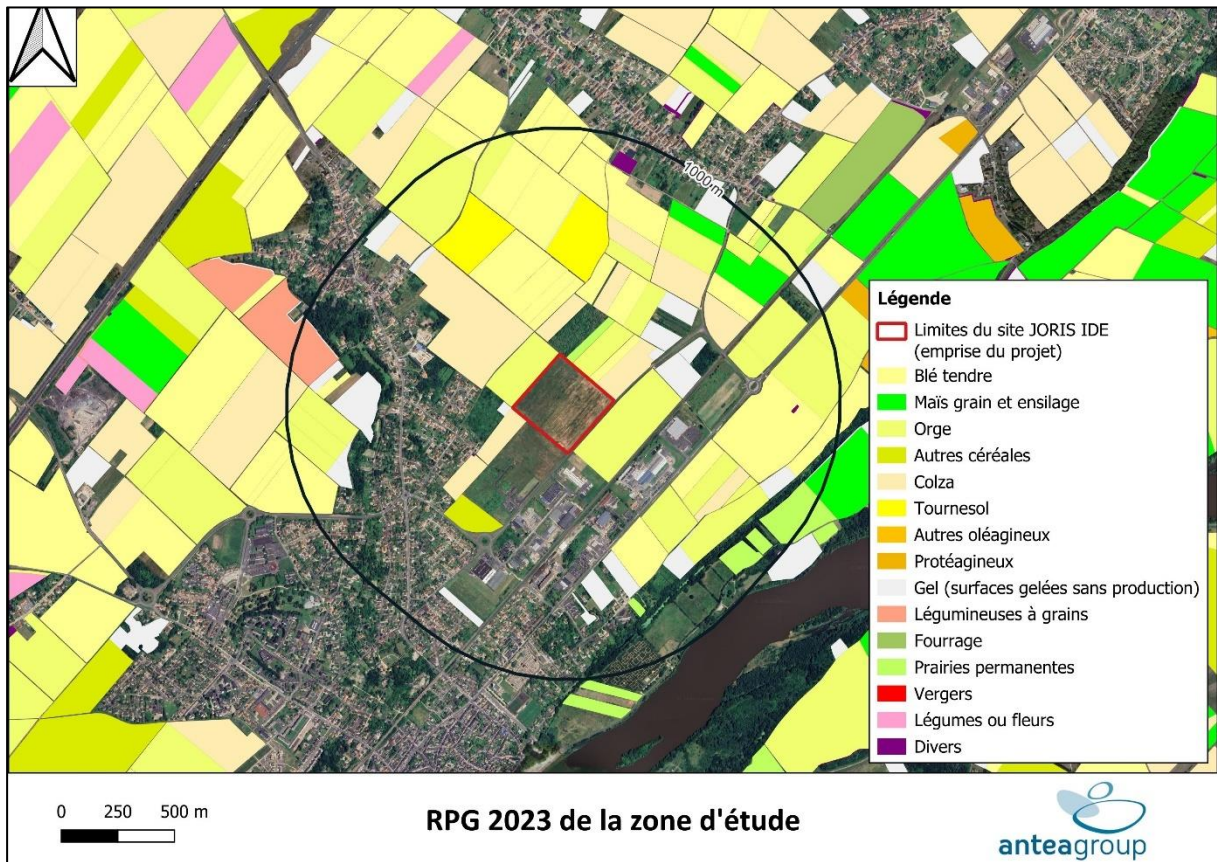 1000 m
Légende
Limites du site JORIS IDE
(emprise du projet)
Blé tendre
Maïs grain et ensilage
Orge
Autres céréales
Colza
Tournesol
Autres oléagineux
Protéagineux
Gel (surfaces gelées sans production)
Légumineuses à grains
Fourrage
Prairies permanentes
Vergers
Légumes ou fleurs
Divers
0 250 500 m
RPG 2023 de la zone d'étude
anteagroup